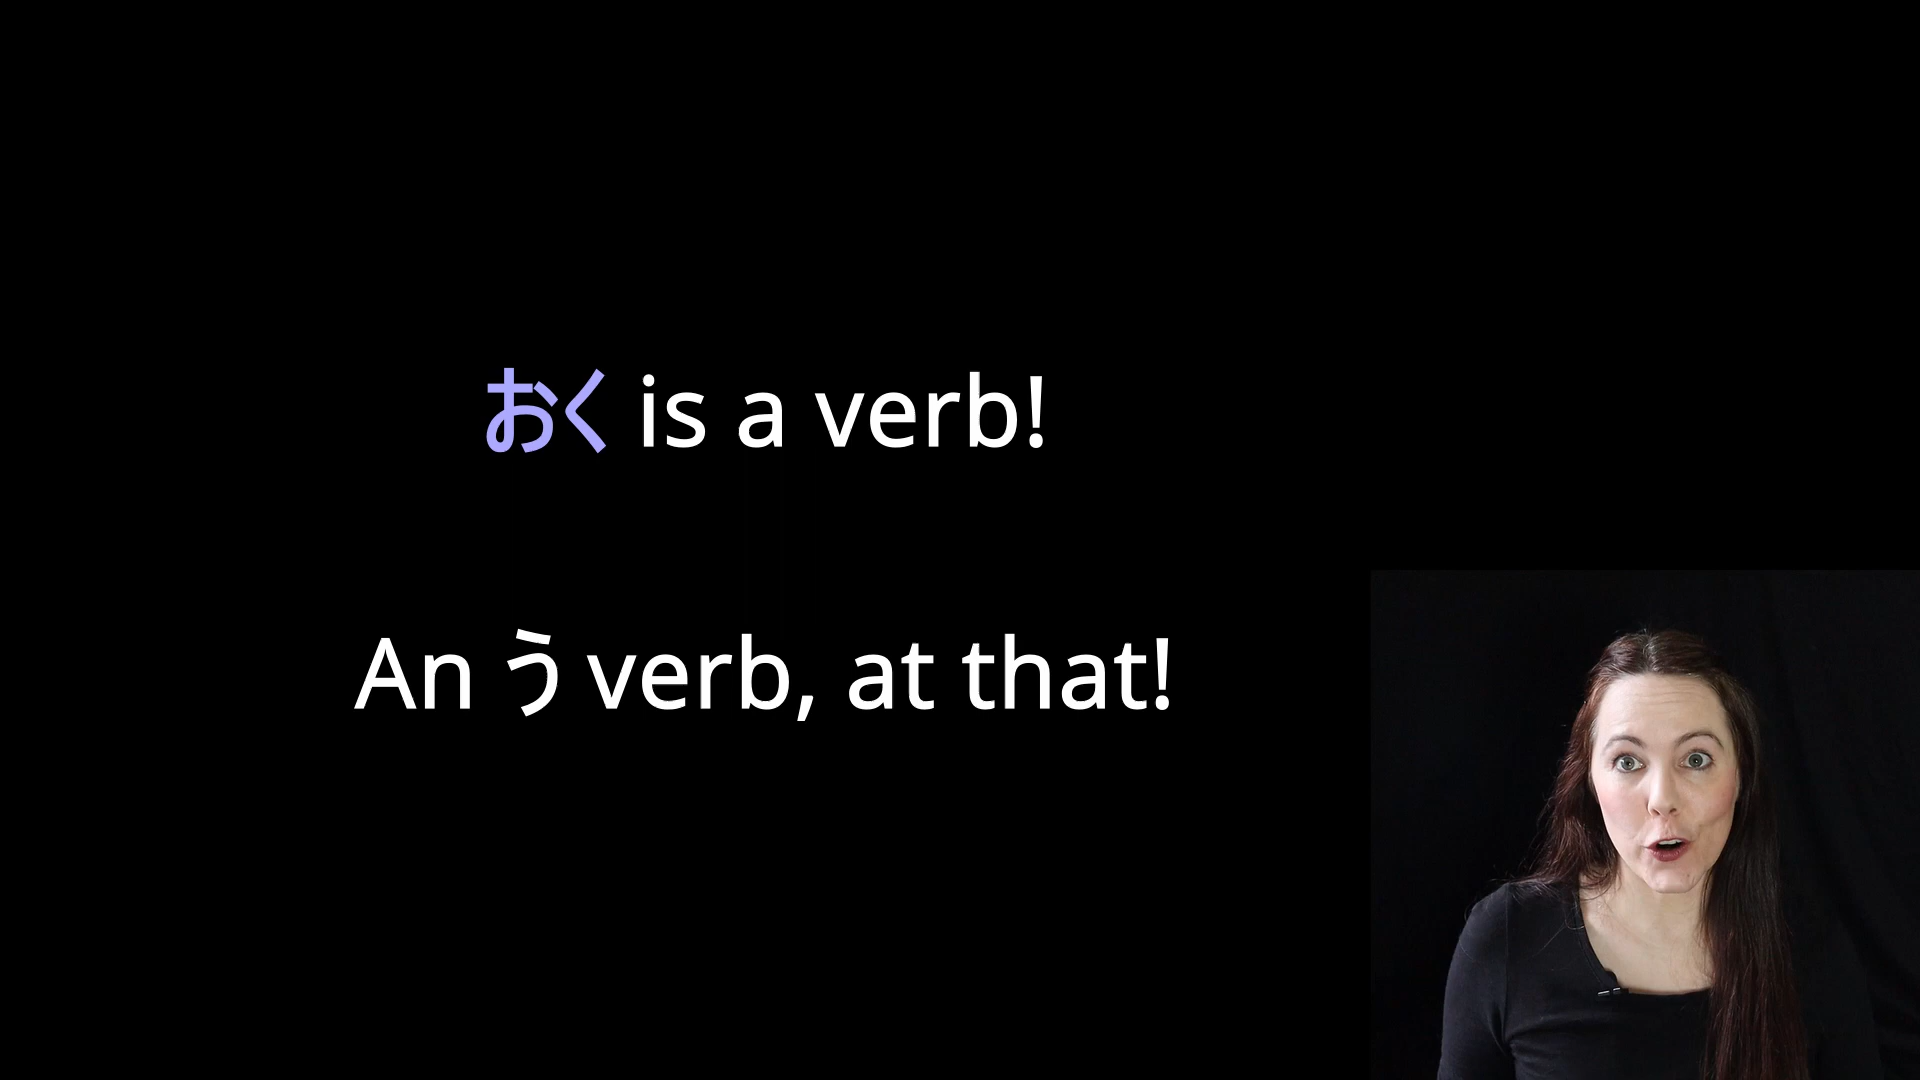 おく is a verb!
An う verb, at that!